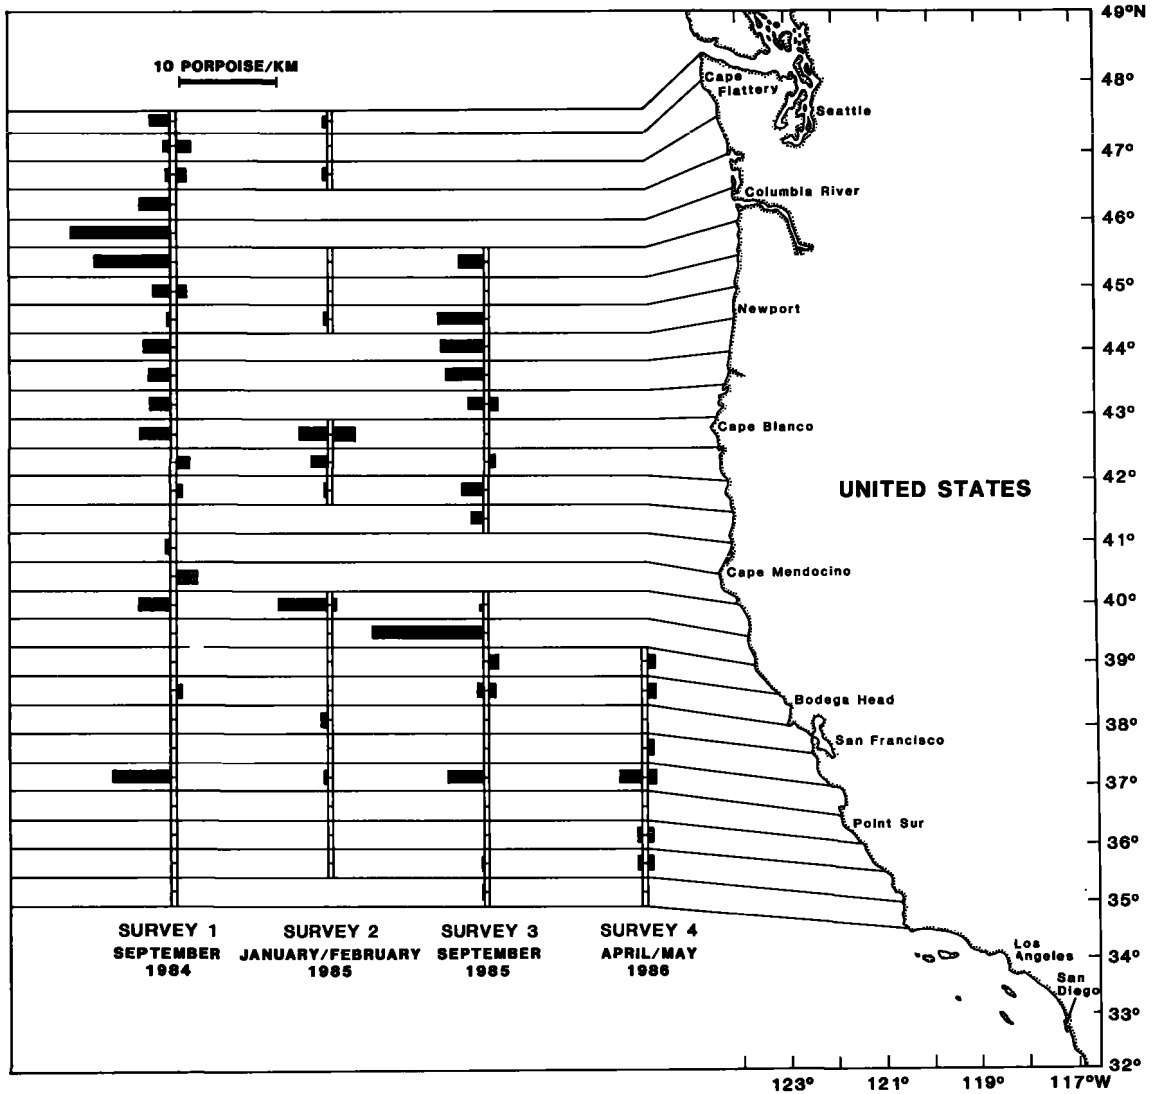 49°N
10 PORPOISE/KM
48°
Cape
Flattery
Seattle
47°
Columbia River
46°
45°
Newport
44°
43°
Cape Blanco
42°
UNITED STATES
41°
Cape Mendocino
40°
39°
Bodega Head
38°
San Francisco
37°
Point Sur
36°
35°
SURVEY 1
SEPTEMBER
1984
SURVEY 2
JANUARY/FEBRUARY
1985
SURVEY 3
SEPTEMBER
1985
SURVEY 4
APRIL/MAY
1986
Los
Angeles
34°
San
Diego
33°
32°
123° 121° 119° 117°W